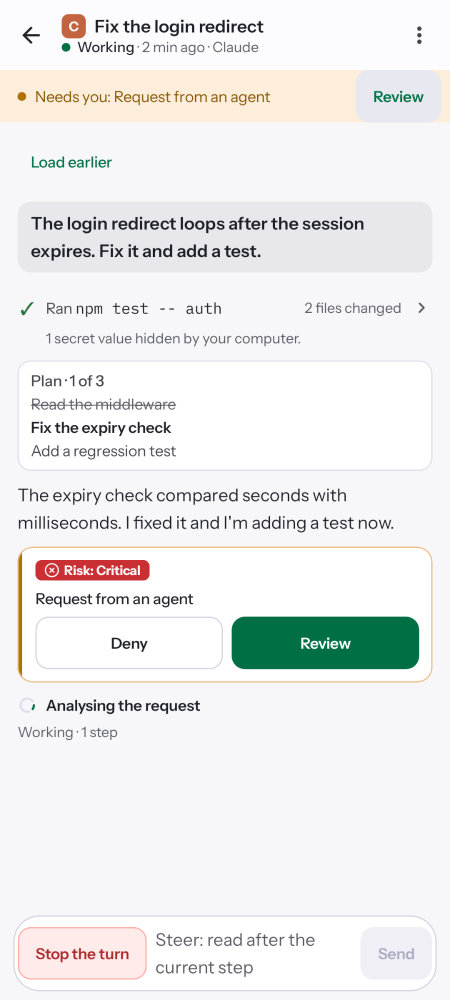 C Fix the login redirect
Working · 2 min ago · Claude
Needs you: Request from an agent
Review
Load earlier
The login redirect loops after the session
expires. Fix it and add a test.
Ran npm test -- auth
2 files changed
1 secret value hidden by your computer.
Plan · 1 of 3
Read the middleware
Fix the expiry check
Add a regression test
The expiry check compared seconds with
milliseconds. I fixed it and I'm adding a test now.
Risk: Critical
Request from an agent
Deny
Review
Analysing the request
Working · 1 step
Stop the turn
Steer: read after the
current step
Send